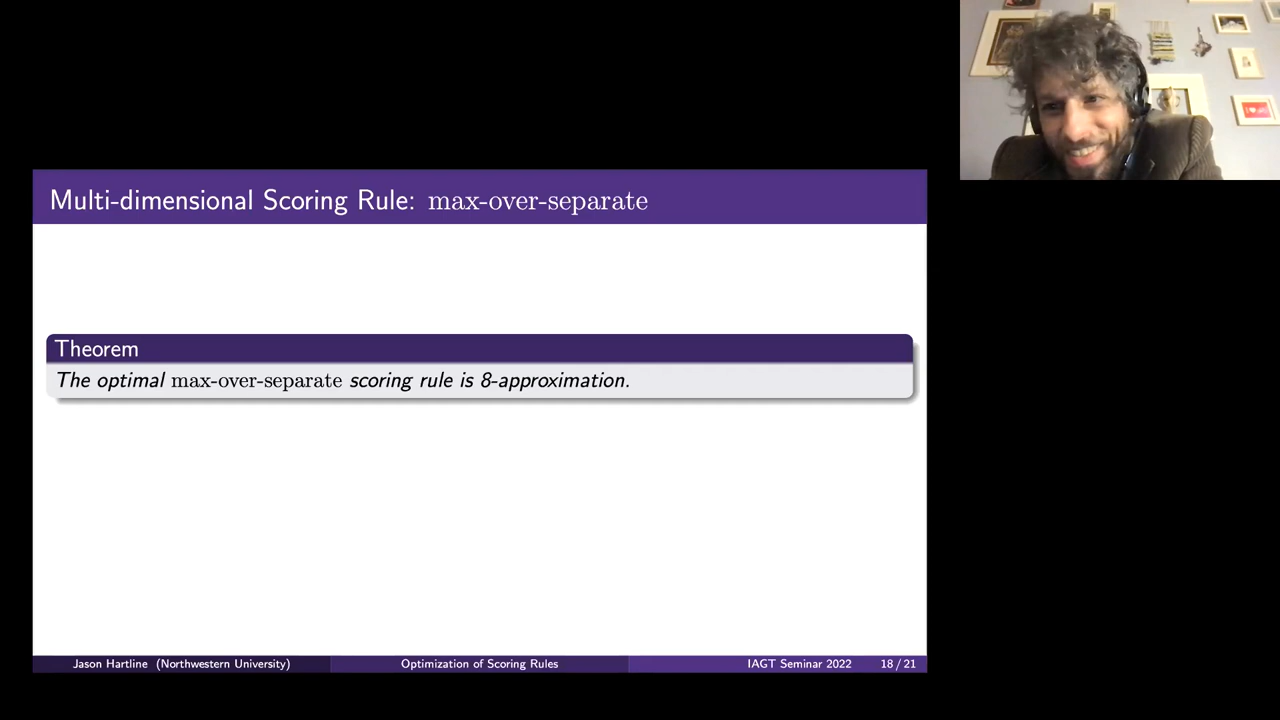 Multi-dimensional Scoring Rule: max-over-separate
Theorem
The optimal max-over-separate scoring rule is 8-approximation.
Jason Hartline (Northwestern University) Optimization of Scoring Rules IAGT Seminar 2022 18 / 21